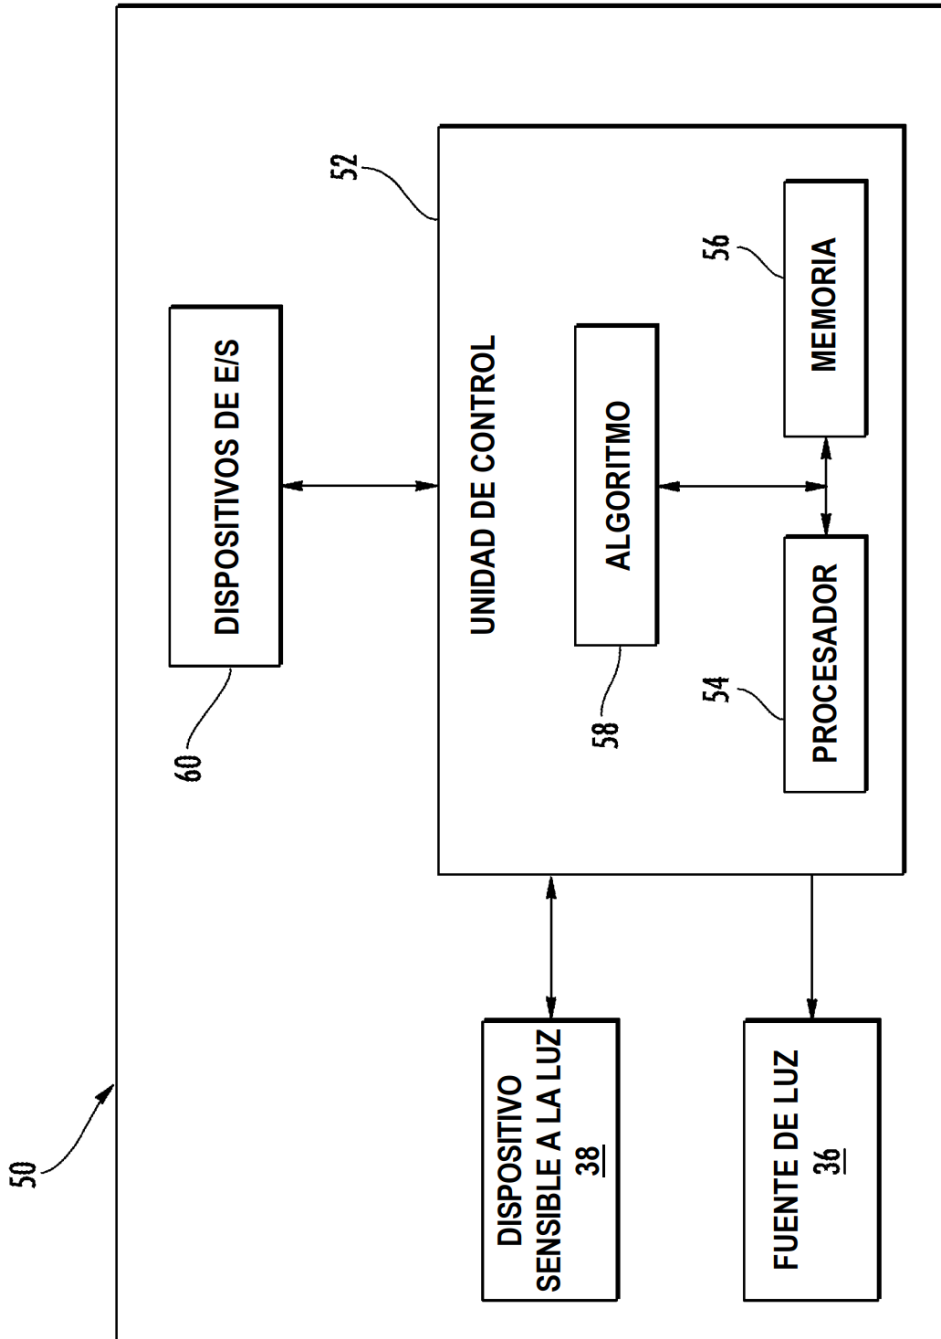 50
DISPOSITIVO
SENSIBLE A LA LUZ
38
FUENTE DE LUZ
36
60
DISPOSITIVOS DE E/S
52
UNIDAD DE CONTROL
58
ALGORITMO
54
PROCESADOR
56
MEMORIA